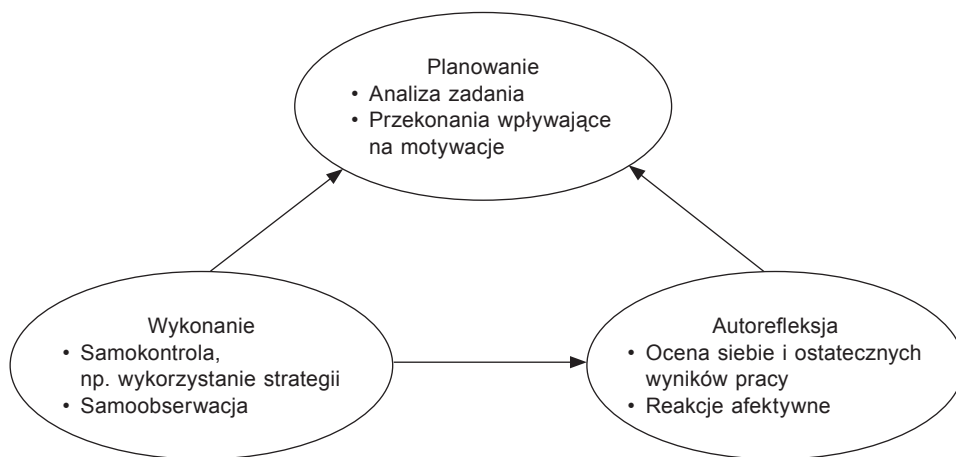 Planowanie
• Analiza zadania
• Przekonania wpływające
na motywacje
Wykonanie
• Samokontrola,
np. wykorzystanie strategii
• Samoobserwacja
Autorefleksja
• Ocena siebie i ostatecznych
wyników pracy
• Reakcje afektywne